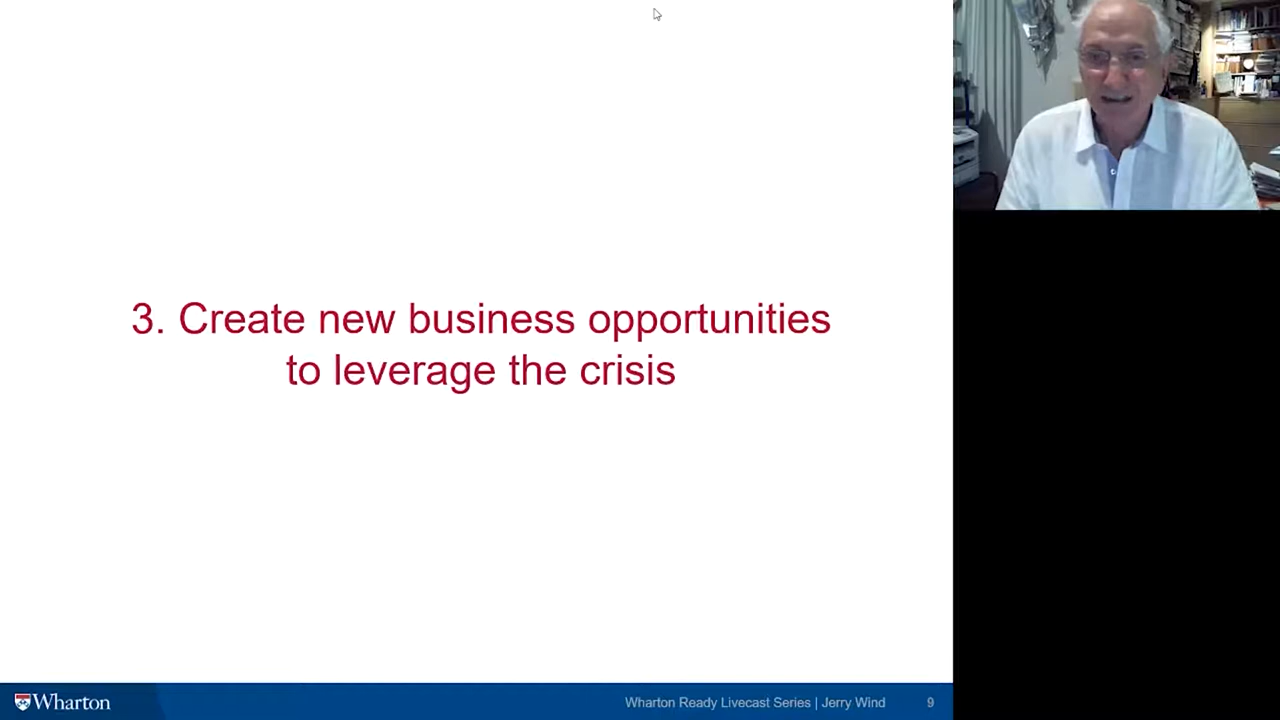 3. Create new business opportunities
to leverage the crisis
Wharton
Wharton Ready Livecast Series | Jerry Wind 9